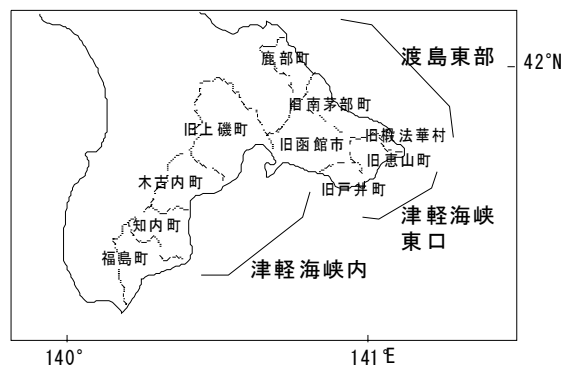 鹿部町
渡島東部
42°N
旧南茅部町
旧上磯町
旧函館市
旧椴法華村
旧恵山町
木古内町
旧戸井町
知内町
津軽海峡
東口
福島町
津軽海峡内
140°
141°E